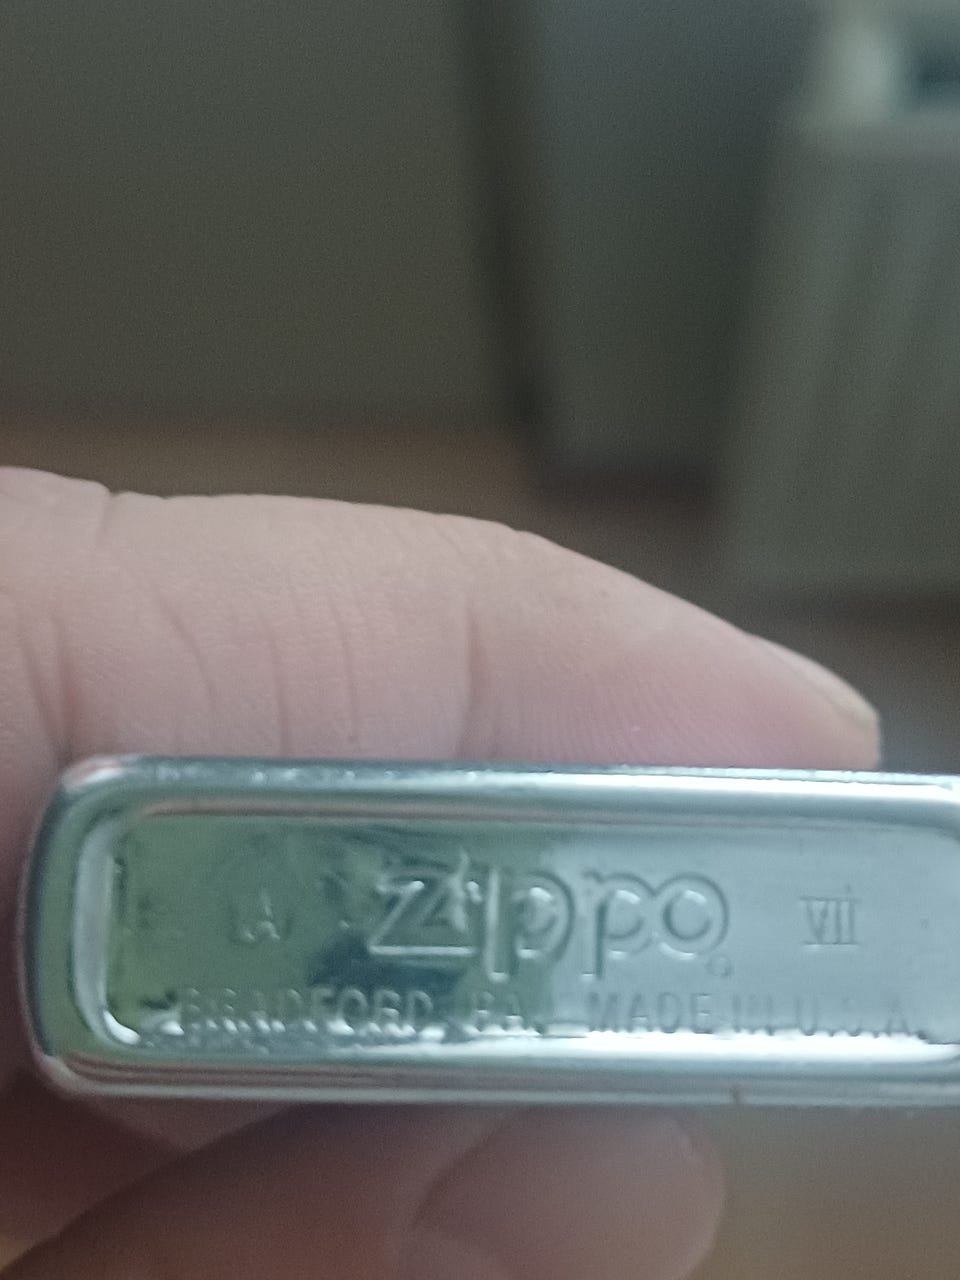 A Zippo VII
BRADFORD, PA. MADE IN U.S.A.